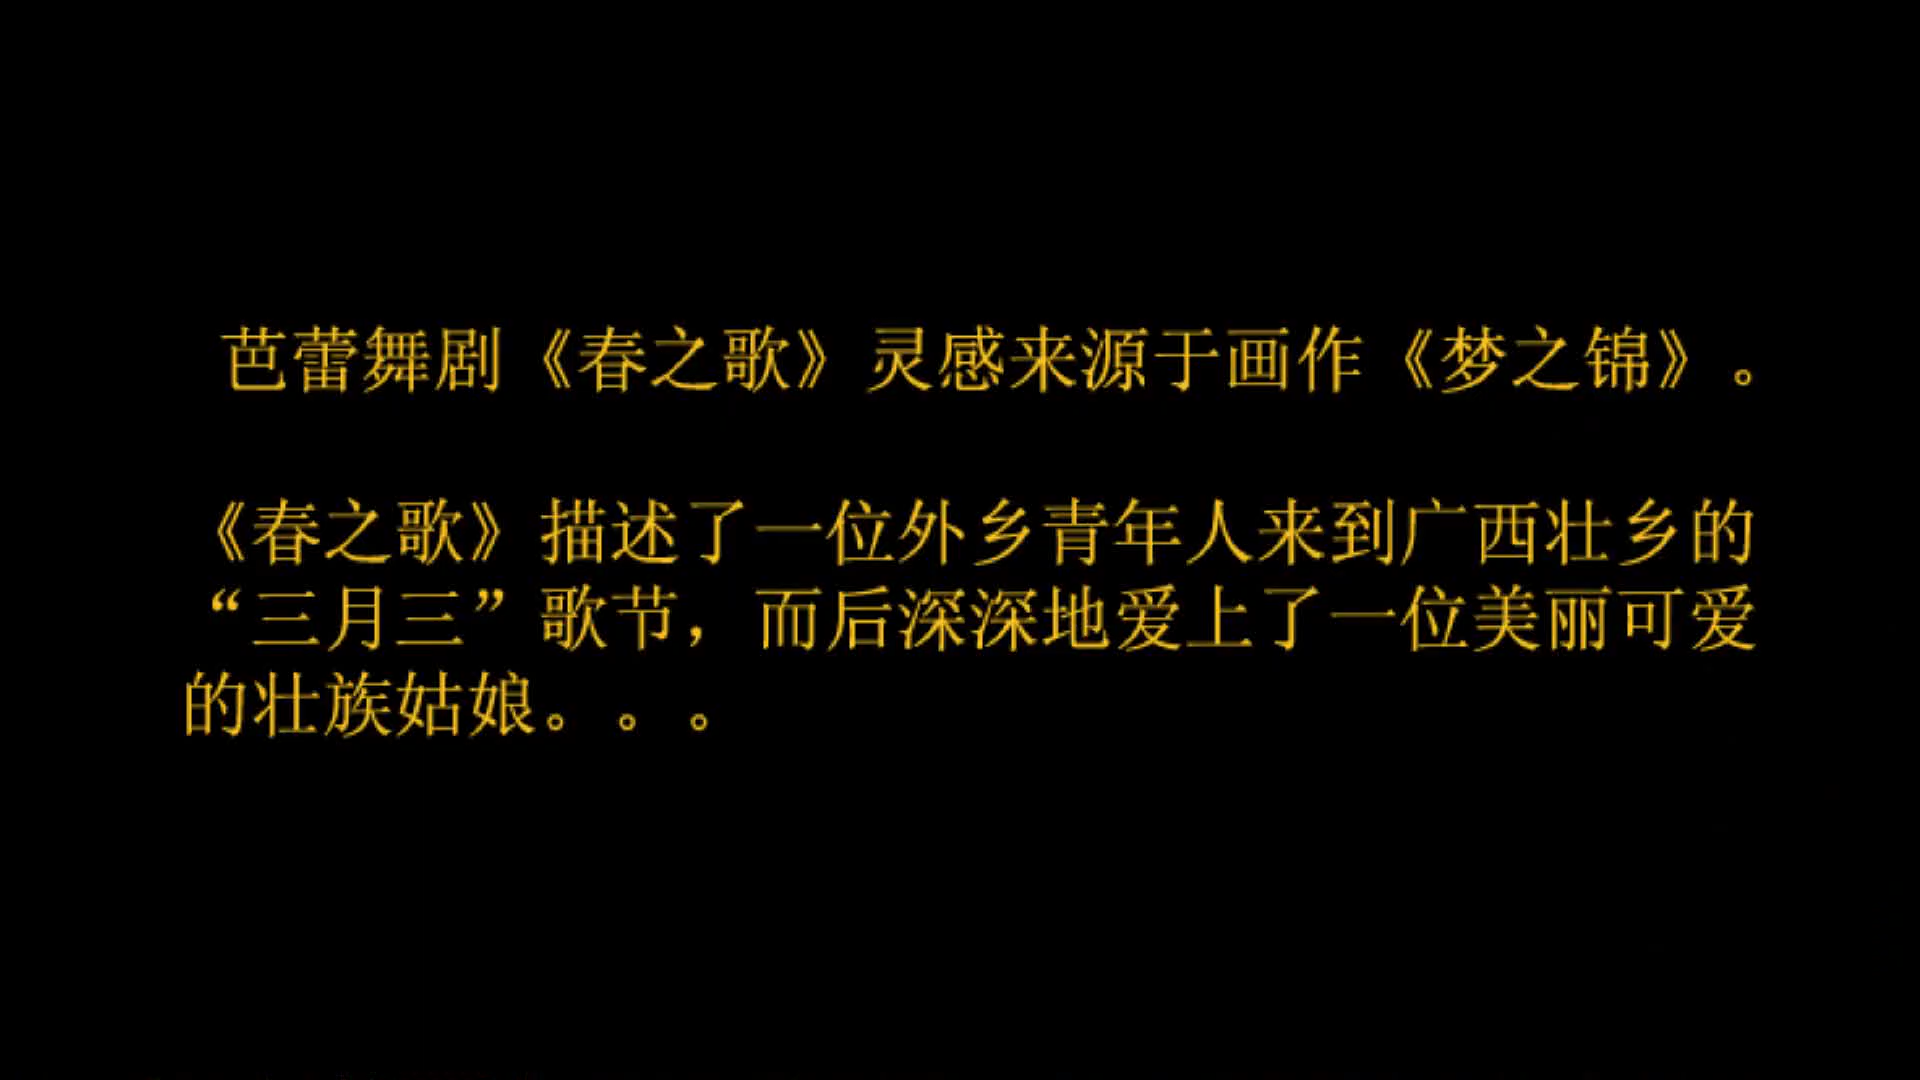 芭蕾舞剧《春之歌》灵感来源于画作《梦之锦》。
《春之歌》描述了一位外乡青年人来到广西壮乡的
“三月三”歌节，而后深深地爱上了一位美丽可爱
的壮族姑娘。。。